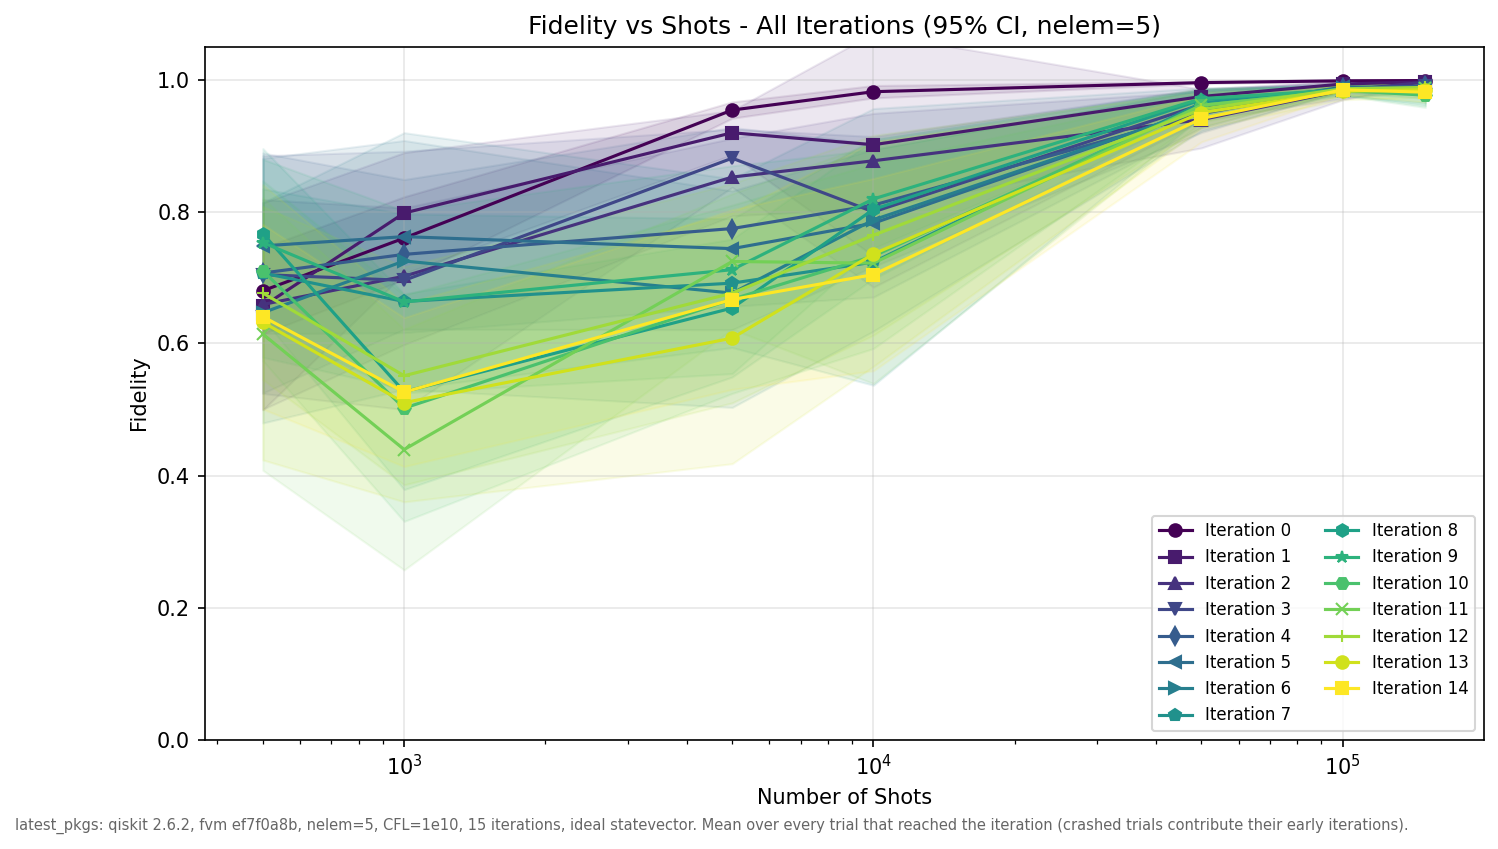 Fidelity vs Shots - All Iterations (95% CI, nelem=5)
1.0
0.8
0.6
0.4
0.2
0.0
Fidelity
10³
10⁴
10⁵
Number of Shots
Iteration 0
Iteration 1
Iteration 2
Iteration 3
Iteration 4
Iteration 5
Iteration 6
Iteration 7
Iteration 8
Iteration 9
Iteration 10
Iteration 11
Iteration 12
Iteration 13
Iteration 14
latest_pkgs: qiskit 2.6.2, fvm ef7f0a8b, nelem=5, CFL=1e10, 15 iterations, ideal statevector. Mean over every trial that reached the iteration (crashed trials contribute their early iterations).